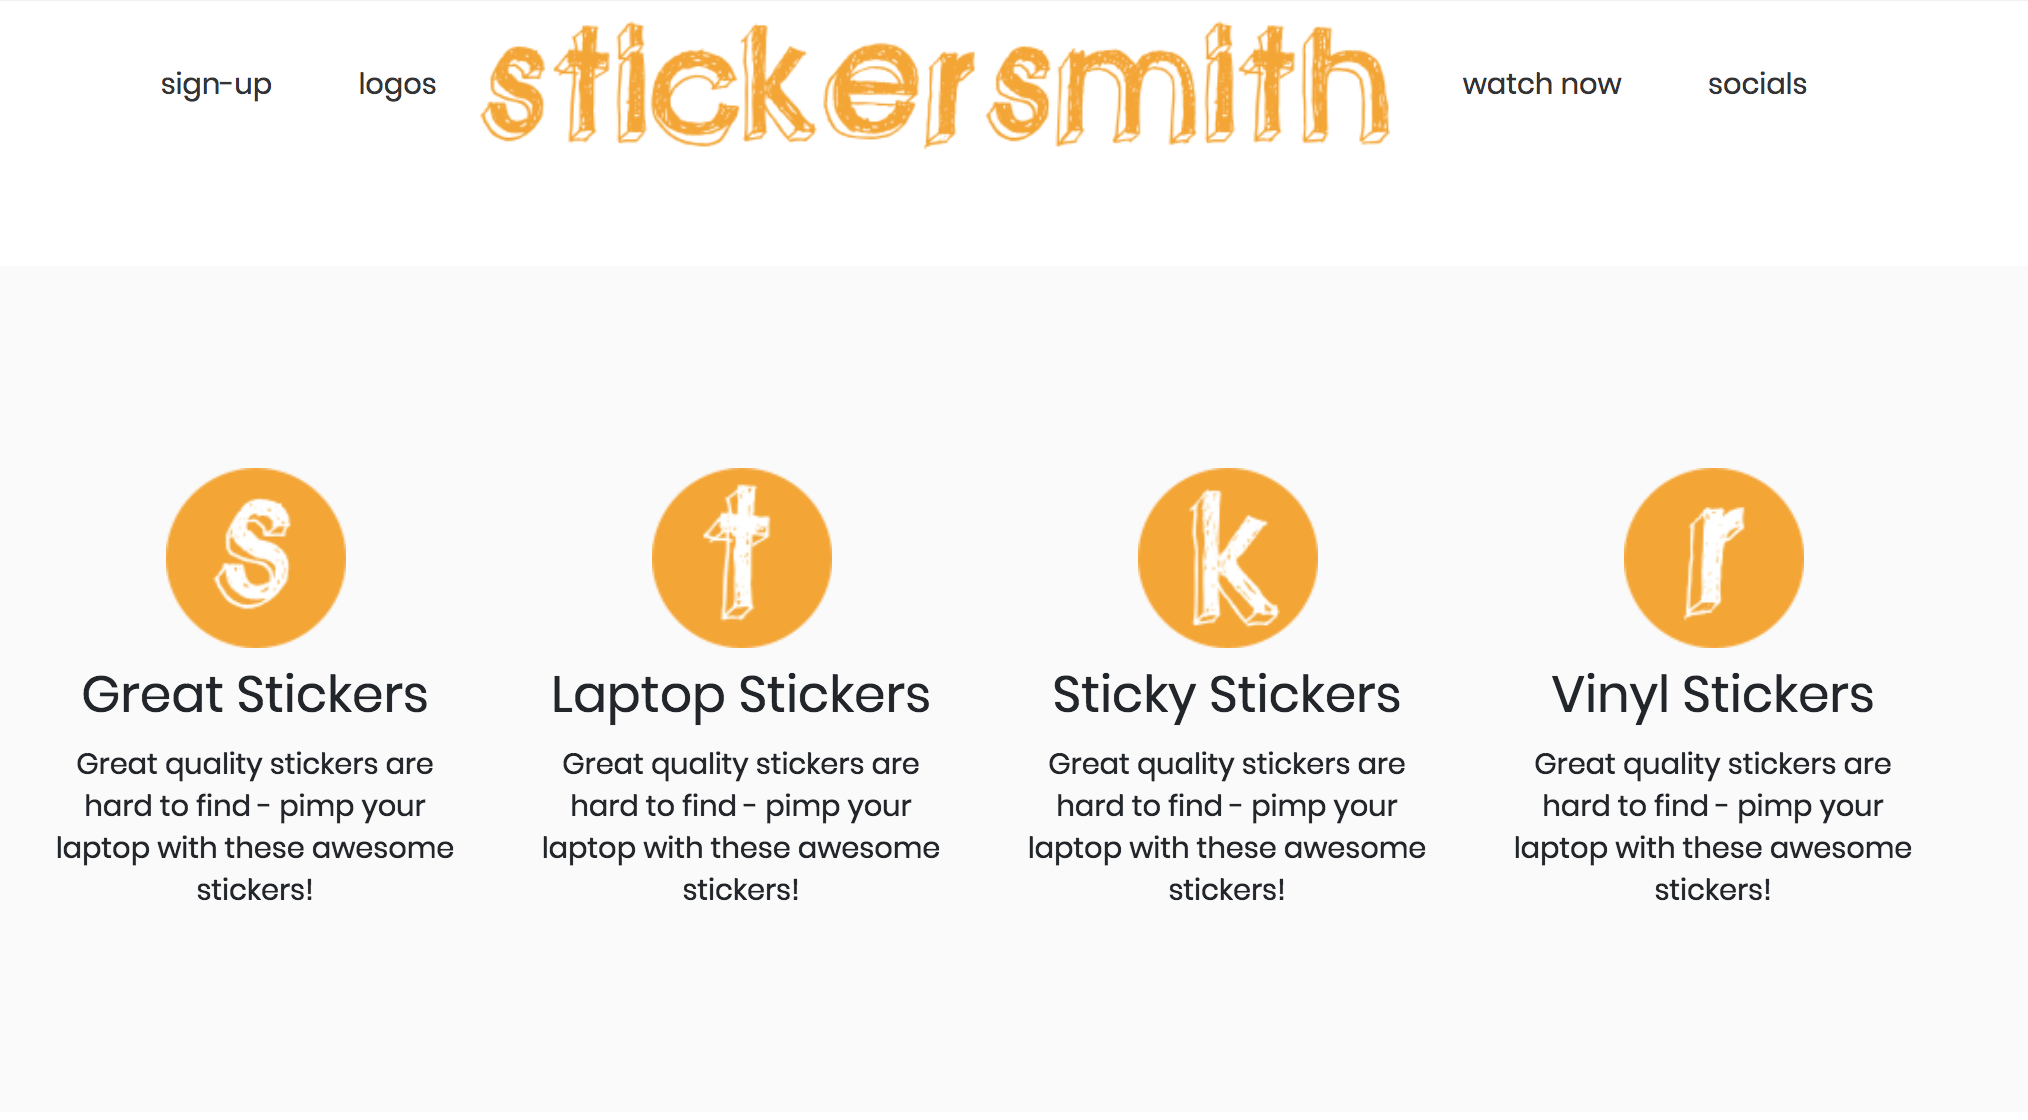 sign-up logos stickersmith watch now socials
s t k r
Great Stickers Laptop Stickers Sticky Stickers Vinyl Stickers
Great quality stickers are Great quality stickers are Great quality stickers are Great quality stickers are
hard to find - pimp your hard to find - pimp your hard to find - pimp your hard to find - pimp your
laptop with these awesome laptop with these awesome laptop with these awesome laptop with these awesome
stickers! stickers! stickers! stickers!